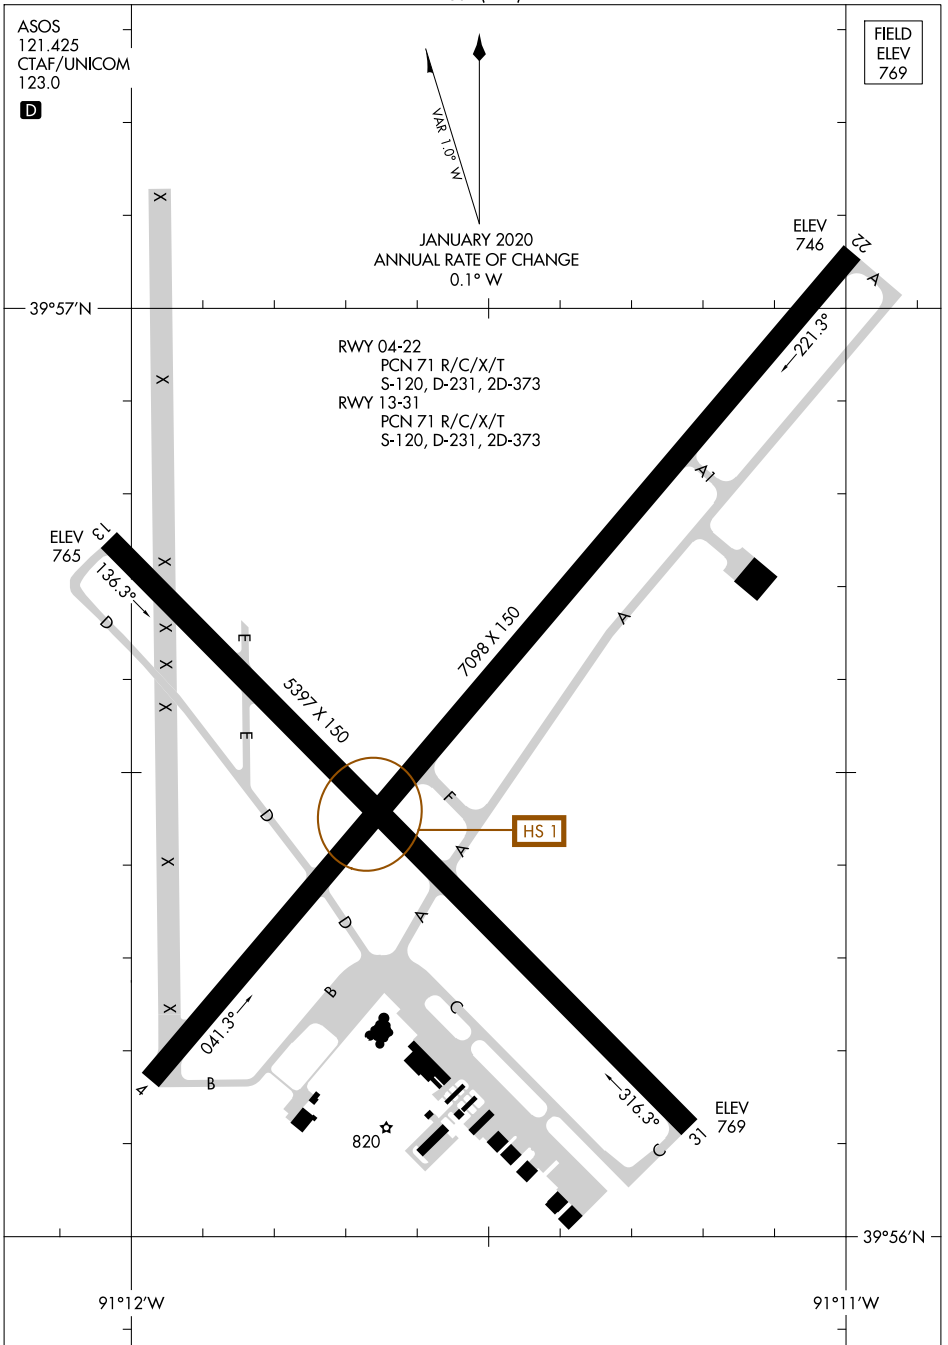 ASOS
121.425
CTAF/UNICOM
123.0
D
FIELD
ELEV
769
VAR 1.0° W
JANUARY 2020
ANNUAL RATE OF CHANGE
0.1° W
X
ELEV
746
22
A
39°57'N
221.3°
RWY 04-22
PCN 71 R/C/X/T
S-120, D-231, 2D-373
RWY 13-31
PCN 71 R/C/X/T
S-120, D-231, 2D-373
X
A1
13
ELEV
765
X
136.3°
D
X
E
A
7098 X 150
X
5397 X 150
X
E
F
D
HS 1
A
X
D
A
B
C
X
041.3°
4
B
316.3°
ELEV
769
31
820
C
39°56'N
91°12'W
91°11'W